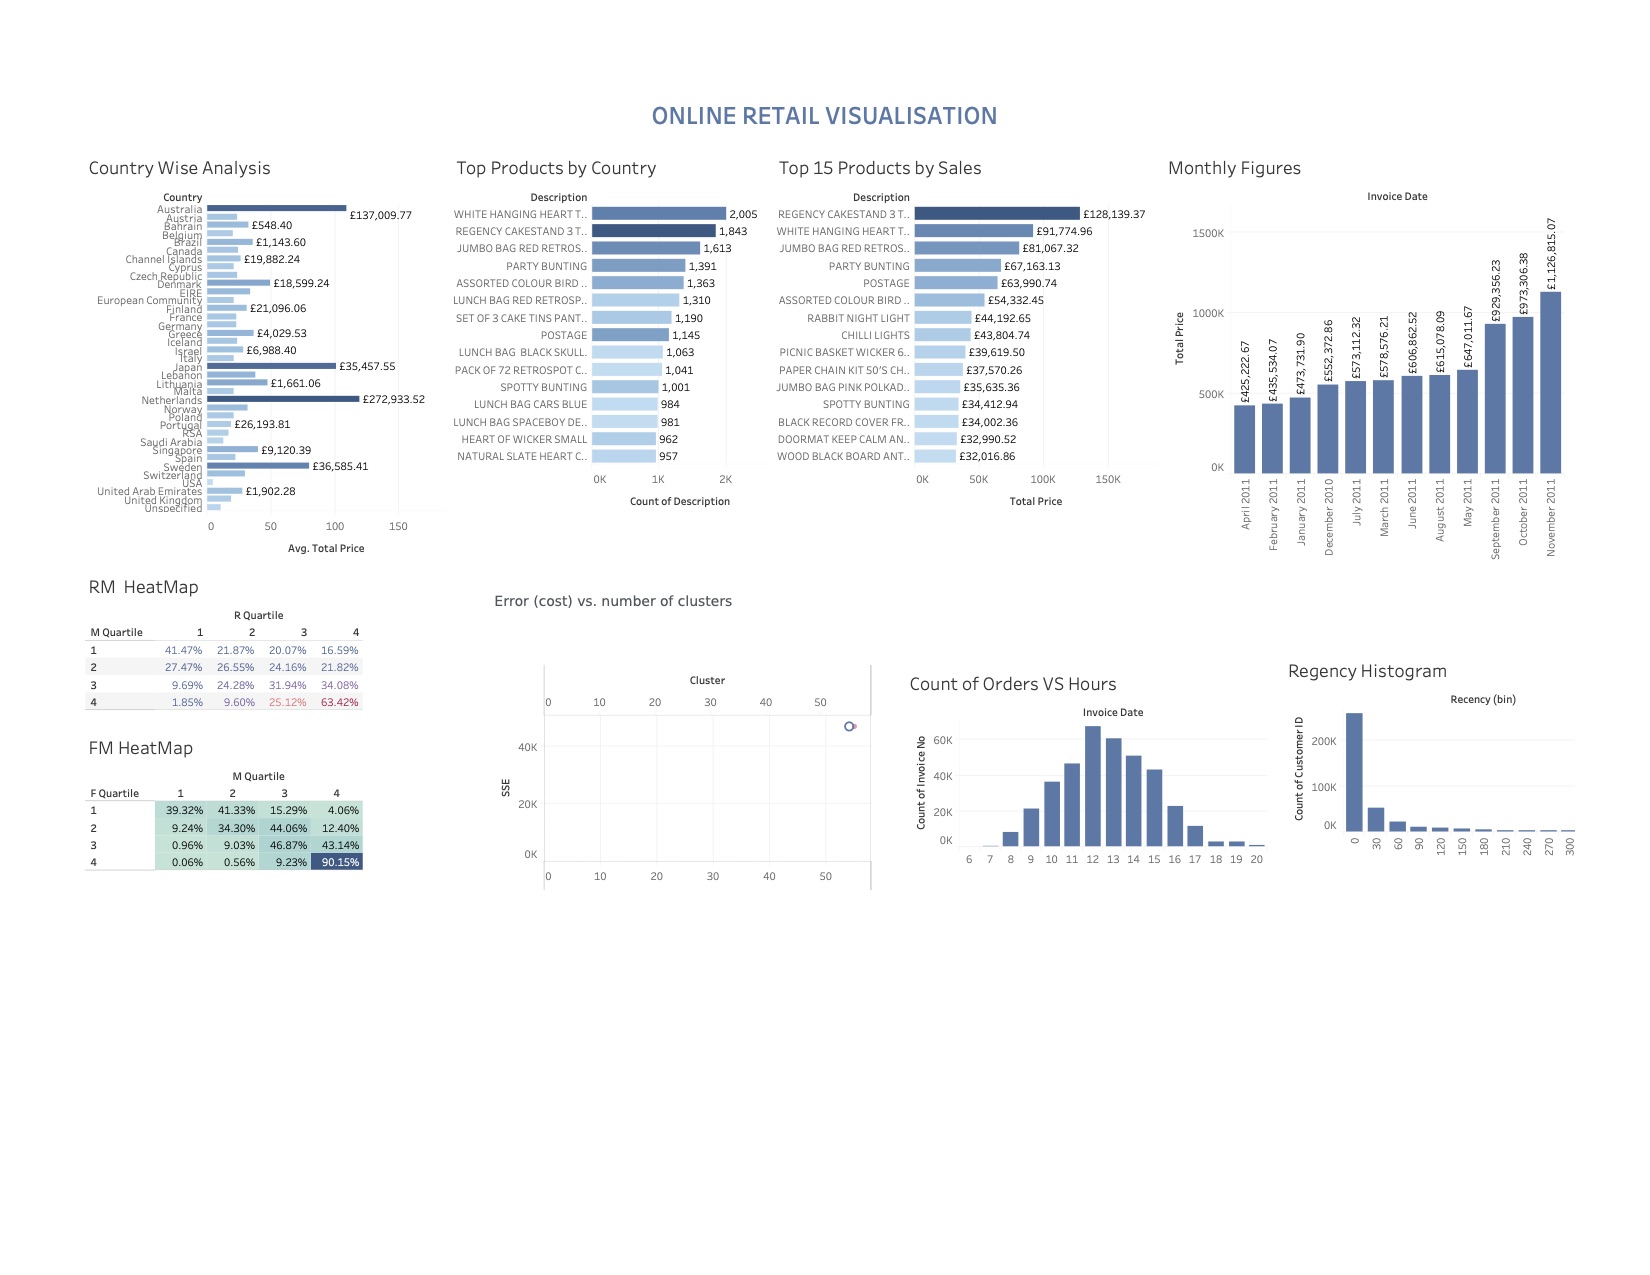 ONLINE RETAIL VISUALISATION
Country Wise Analysis
Country
Australia £137,009.77
Austria
Bahrain £548.40
Belgium
Brazil £1,143.60
Canada
Channel Islands £19,882.24
Cyprus
Czech Republic
Denmark £18,599.24
EIRE
European Community
Finland £21,096.06
France
Germany
Greece £4,029.53
Iceland
Israel £6,988.40
Italy
Japan £35,457.55
Lebanon
Lithuania £1,661.06
Malta
Netherlands £272,933.52
Norway
Poland
Portugal £26,193.81
RSA
Saudi Arabia
Singapore £9,120.39
Spain
Sweden £36,585.41
Switzerland
USA
United Arab Emirates £1,902.28
United Kingdom
Unspecified
0 50 100 150
Avg. Total Price
Top Products by Country
Description
WHITE HANGING HEART T.. 2,005
REGENCY CAKESTAND 3 T.. 1,843
JUMBO BAG RED RETROS.. 1,613
PARTY BUNTING 1,391
ASSORTED COLOUR BIRD .. 1,363
LUNCH BAG RED RETROSP.. 1,310
SET OF 3 CAKE TINS PANT.. 1,190
POSTAGE 1,145
LUNCH BAG  BLACK SKULL. 1,063
PACK OF 72 RETROSPOT C.. 1,041
SPOTTY BUNTING 1,001
LUNCH BAG CARS BLUE 984
LUNCH BAG SPACEBOY DE.. 981
HEART OF WICKER SMALL 962
NATURAL SLATE HEART C.. 957
0K 1K 2K
Count of Description
Top 15 Products by Sales
Description
REGENCY CAKESTAND 3 T.. £128,139.37
WHITE HANGING HEART T.. £91,774.96
JUMBO BAG RED RETROS.. £81,067.32
PARTY BUNTING £67,163.13
POSTAGE £63,990.74
ASSORTED COLOUR BIRD .. £54,332.45
RABBIT NIGHT LIGHT £44,192.65
CHILLI LIGHTS £43,804.74
PICNIC BASKET WICKER 6.. £39,619.50
PAPER CHAIN KIT 50'S CH.. £37,570.26
JUMBO BAG PINK POLKAD.. £35,635.36
SPOTTY BUNTING £34,412.94
BLACK RECORD COVER FR.. £34,002.36
DOORMAT KEEP CALM AN.. £32,990.52
WOOD BLACK BOARD ANT.. £32,016.86
0K 50K 100K 150K
Total Price
Monthly Figures
Invoice Date
Total Price
1500K
1000K
500K
0K
£425,222.67 £435,534.07 £473,731.90 £552,372.86 £573,112.32 £578,576.21 £606,862.52 £615,078.09 £647,011.67 £929,356.23 £973,306.38 £1,126,815.07
April 2011 February 2011 January 2011 December 2010 July 2011 March 2011 June 2011 August 2011 May 2011 September 2011 October 2011 November 2011
RM  HeatMap
R Quartile
M Quartile 1 2 3 4
1 41.47% 21.87% 20.07% 16.59%
2 27.47% 26.55% 24.16% 21.82%
3 9.69% 24.28% 31.94% 34.08%
4 1.85% 9.60% 25.12% 63.42%
FM HeatMap
M Quartile
F Quartile 1 2 3 4
1 39.32% 41.33% 15.29% 4.06%
2 9.24% 34.30% 44.06% 12.40%
3 0.96% 9.03% 46.87% 43.14%
4 0.06% 0.56% 9.23% 90.15%
Error (cost) vs. number of clusters
Cluster
0 10 20 30 40 50
SSE
40K
20K
0K
0 10 20 30 40 50
Count of Orders VS Hours
Invoice Date
Count of Invoice No
60K
40K
20K
0K
6 7 8 9 10 11 12 13 14 15 16 17 18 19 20
Regency Histogram
Recency (bin)
Count of Customer ID
200K
100K
0K
0 30 60 90 120 150 180 210 240 270 300